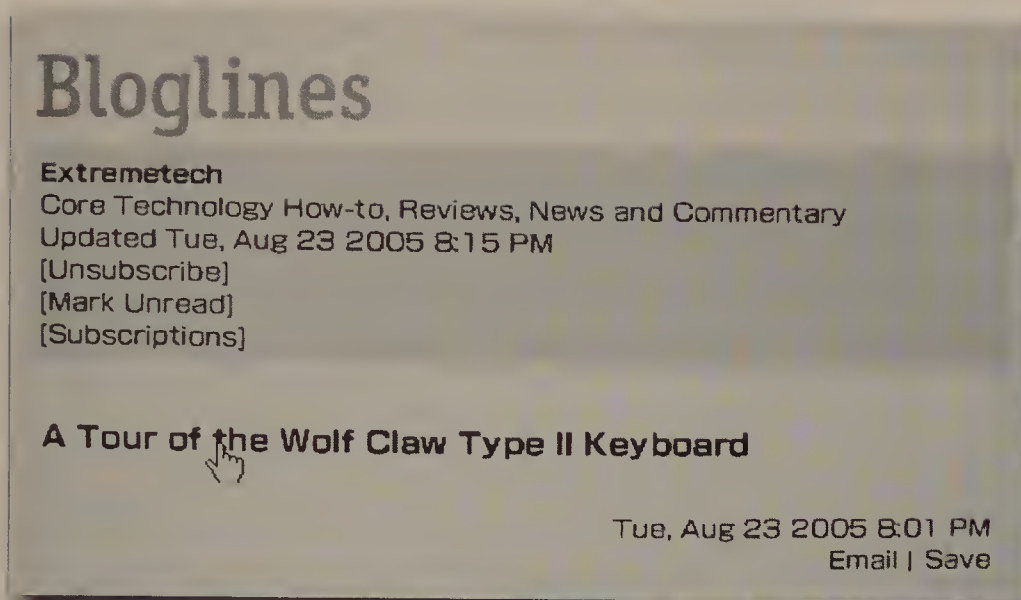 Bloglines
Extremetech
Core Technology How-to, Reviews, News and Commentary
Updated Tue, Aug 23 2005 8:15 PM
[Unsubscribe]
[Mark Unread]
[Subscriptions]
A Tour of the Wolf Claw Type II Keyboard
Tue, Aug 23 2005 8:01 PM
Email | Save